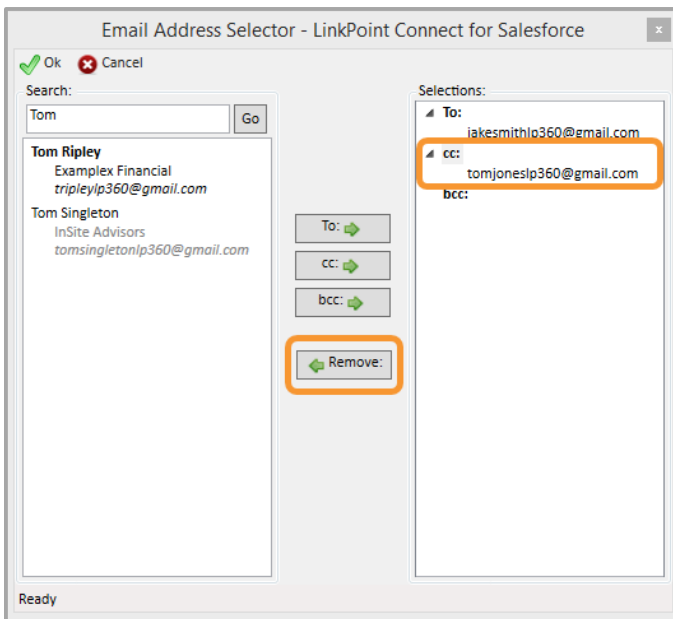 Email Address Selector - LinkPoint Connect for Salesforce
x
Ok Cancel
Search:
Tom
Go
Tom Ripley
Examplex Financial
tripleylp360@gmail.com
Tom Singleton
InSite Advisors
tomsingletonlp360@gmail.com
To:
cc:
bcc:
Remove:
Selections:
To:
jakesmithlp360@gmail.com
cc:
tomjoneslp360@gmail.com
bcc:
Ready